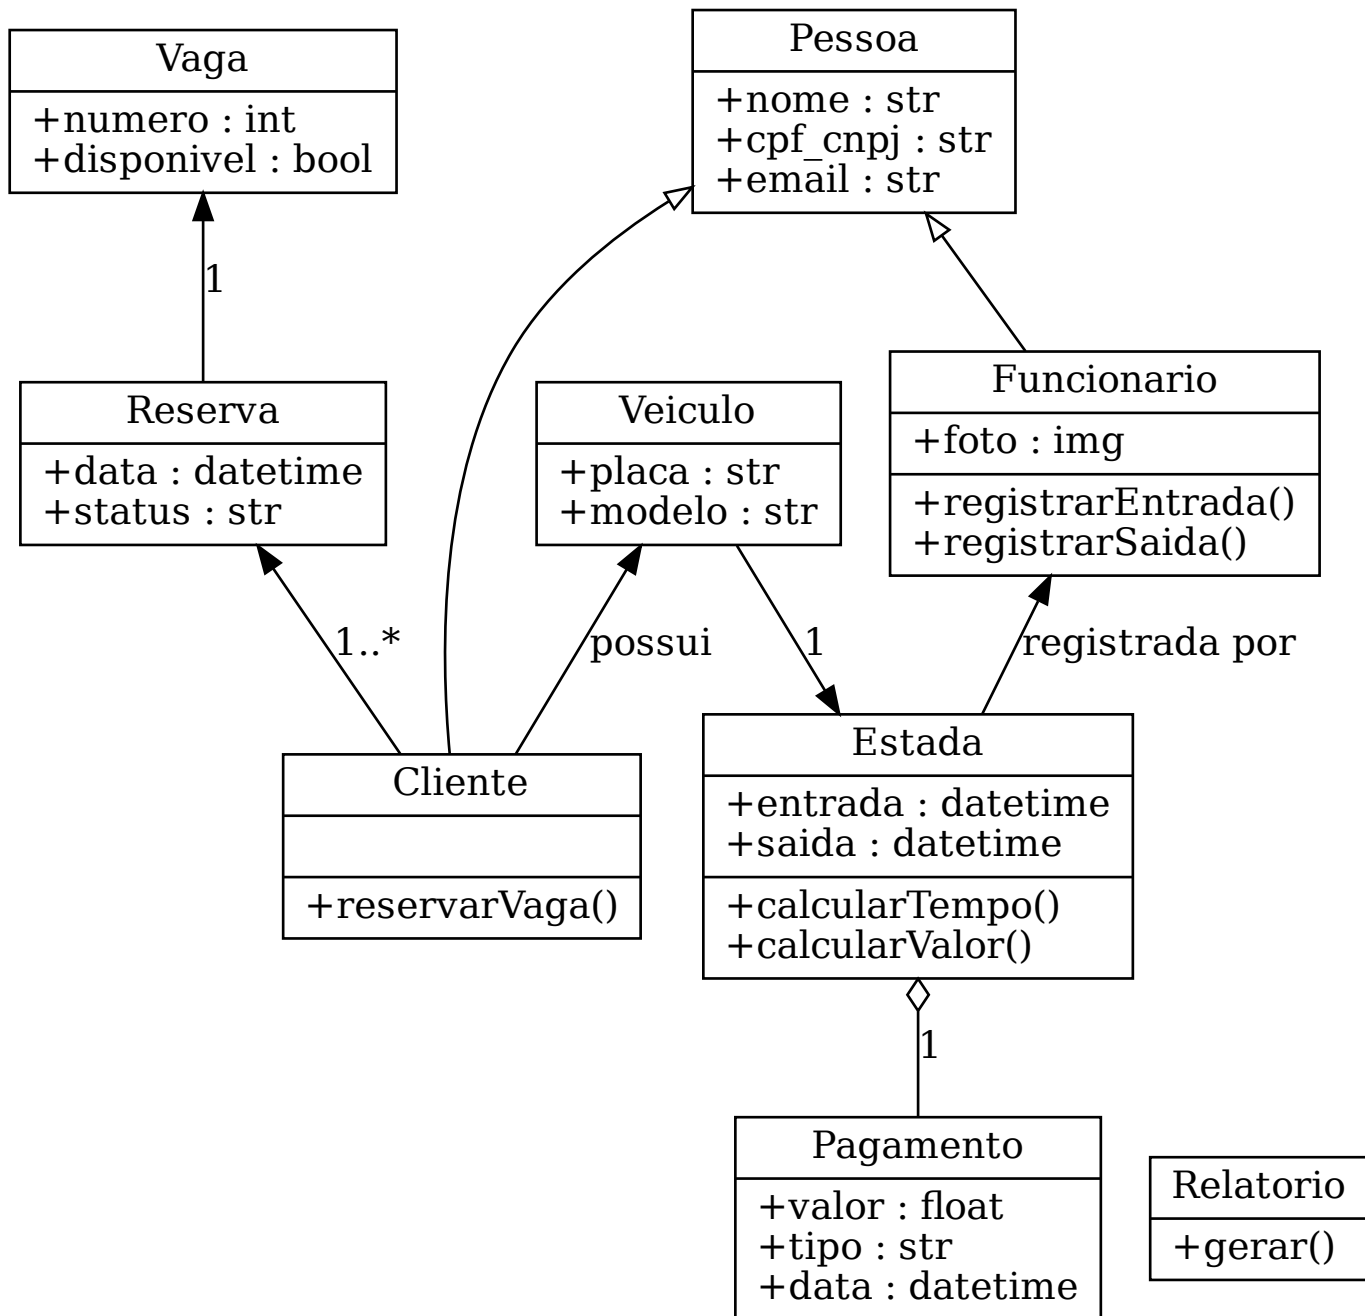 Vaga
+numero : int
+disponivel : bool
Pessoa
+nome : str
+cpf_cnpj : str
+email : str
1
Reserva
+data : datetime
+status : str
Veiculo
+placa : str
+modelo : str
Funcionario
+foto : img
+registrarEntrada()
+registrarSaida()
1..*
possui
1
registrada por
Cliente
+reservarVaga()
Estada
+entrada : datetime
+saida : datetime
+calcularTempo()
+calcularValor()
1
Pagamento
+valor : float
+tipo : str
+data : datetime
Relatorio
+gerar()